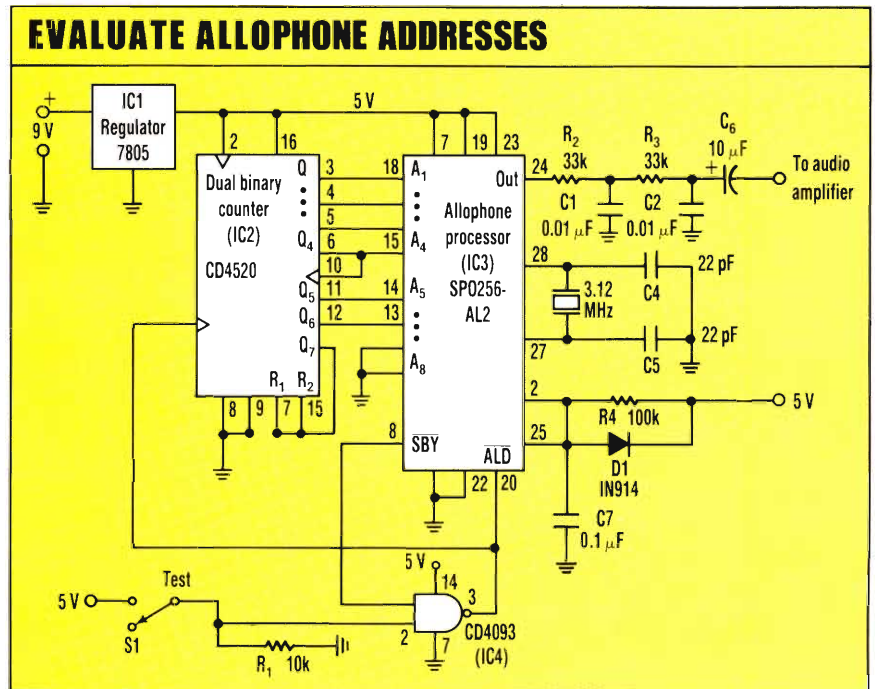 EVALUATE ALLOPHONE ADDRESSES
+
9 V
IC1
Regulator
7805
5 V
2
16
7
19
23
Dual binary
counter
(IC2)
CD4520
Q
Q4
Q5
Q6
Q7
R1 R2
3
4
5
6
10
11
12
18
15
14
13
8
9
7
15
A1
A4
A5
A8
Out
Allophone
processor
(IC3)
SPO256-
AL2
SBY
ALD
8
22
20
24
R2
33k
R3
33k
C6
10 μF
+
To audio
amplifier
C1
0.01 μF
C2
0.01 μF
28
3.12
MHz
22 pF
C4
27
22 pF
C5
2
R4 100k
5 V
25
D1
IN914
C7
0.1 μF
5 V
14
3
2
7
CD4093
(IC4)
Test
5 V
S1
R1 10k